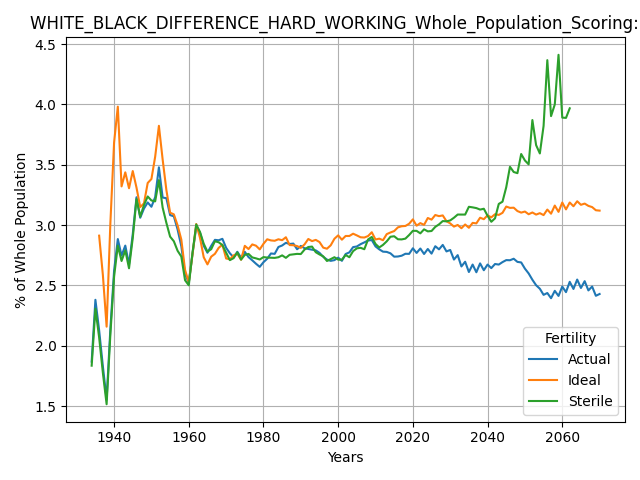 WHITE_BLACK_DIFFERENCE_HARD_WORKING_Whole_Population_Scoring:
4.5
4.0
3.5
3.0
2.5
2.0
1.5
% of Whole Population
1940 1960 1980 2000 2020 2040 2060
Years
Fertility
Actual
Ideal
Sterile